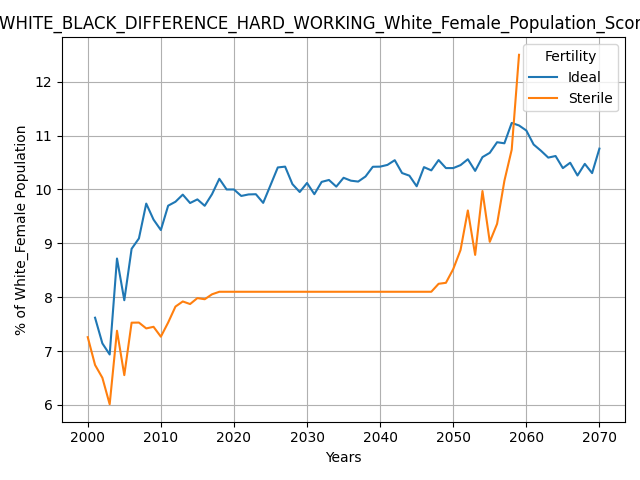 WHITE_BLACK_DIFFERENCE_HARD_WORKING_White_Female_Population_Scor
Fertility
Ideal
Sterile
% of White_Female Population
12
11
10
9
8
7
6
2000 2010 2020 2030 2040 2050 2060 2070
Years